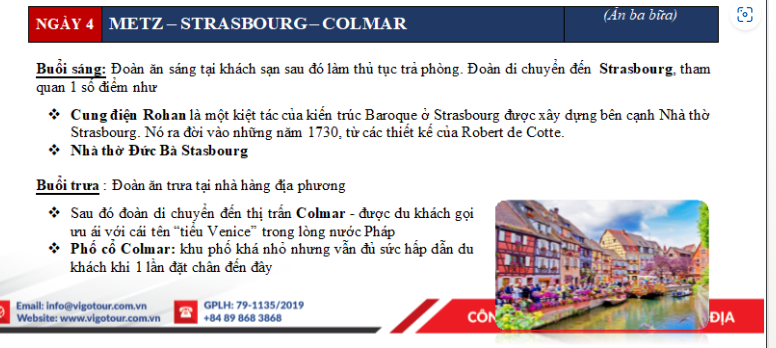 NGÀY 4 METZ – STRASBOURG– COLMAR (Ăn ba bữa)
Buổi sáng: Đoàn ăn sáng tại khách sạn sau đó làm thủ tục trả phòng. Đoàn di chuyển đến Strasbourg, tham
quan 1 số điểm như
❖ Cung điện Rohan là một kiệt tác của kiến trúc Baroque ở Strasbourg được xây dựng bên cạnh Nhà thờ
Strasbourg. Nó ra đời vào những năm 1730, từ các thiết kế của Robert de Cotte.
❖ Nhà thờ Đức Bà Stasbourg
Buổi trưa : Đoàn ăn trưa tại nhà hàng địa phương
❖ Sau đó đoàn di chuyển đến thị trấn Colmar - được du khách gọi
ưu ái với cái tên “tiểu Venice” trong lòng nước Pháp
❖ Phố cổ Colmar: khu phố khá nhỏ nhưng vẫn đủ sức hấp dẫn du
khách khi 1 lần đặt chân đến đây
Email: info@vigotour.com.vn
Website: www.vigotour.com.vn
GPLH: 79-1135/2019
+84 89 868 3868
CÔN
ĐỊA